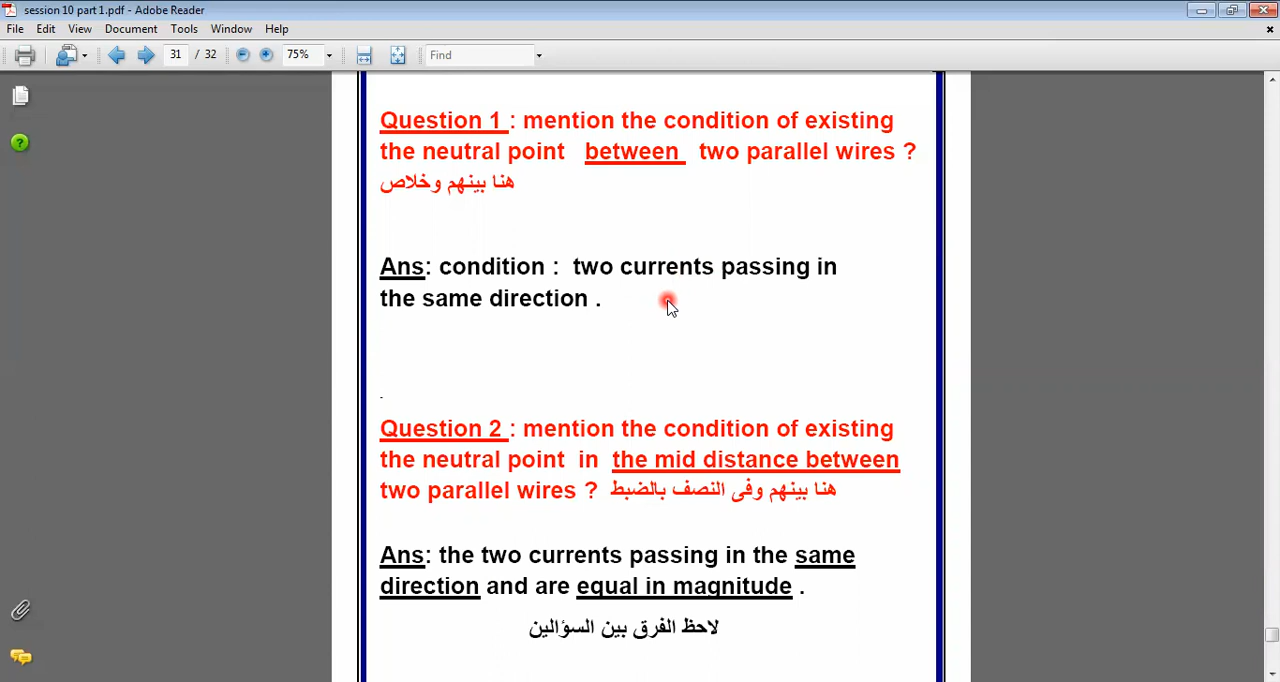 session 10 part 1.pdf - Adobe Reader
File Edit View Document Tools Window Help
31 / 32 75% Find
Question 1 : mention the condition of existing
the neutral point between two parallel wires ?
هنا بينهم وخلاص
Ans: condition : two currents passing in
the same direction .
-
Question 2 : mention the condition of existing
the neutral point in the mid distance between
two parallel wires ? هنا بينهم وفى النصف بالضبط
Ans: the two currents passing in the same
direction and are equal in magnitude .
لاحظ الفرق بين السؤالين